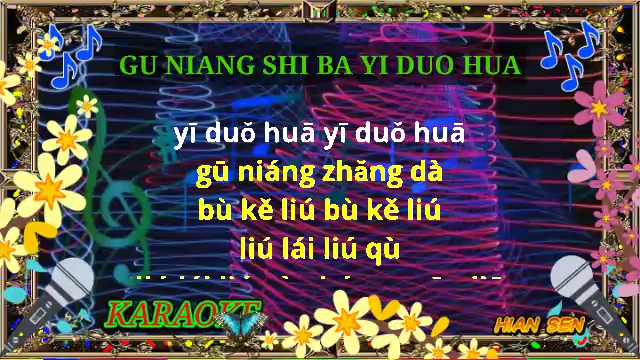 GU NIANG SHI BA YI DUO HUA
yī duǒ huā yī duǒ huā
gū niáng zhǎng dà
bù kě liú bù kě liú
liú lái liú qù
KARAOKE
HIAN SEN